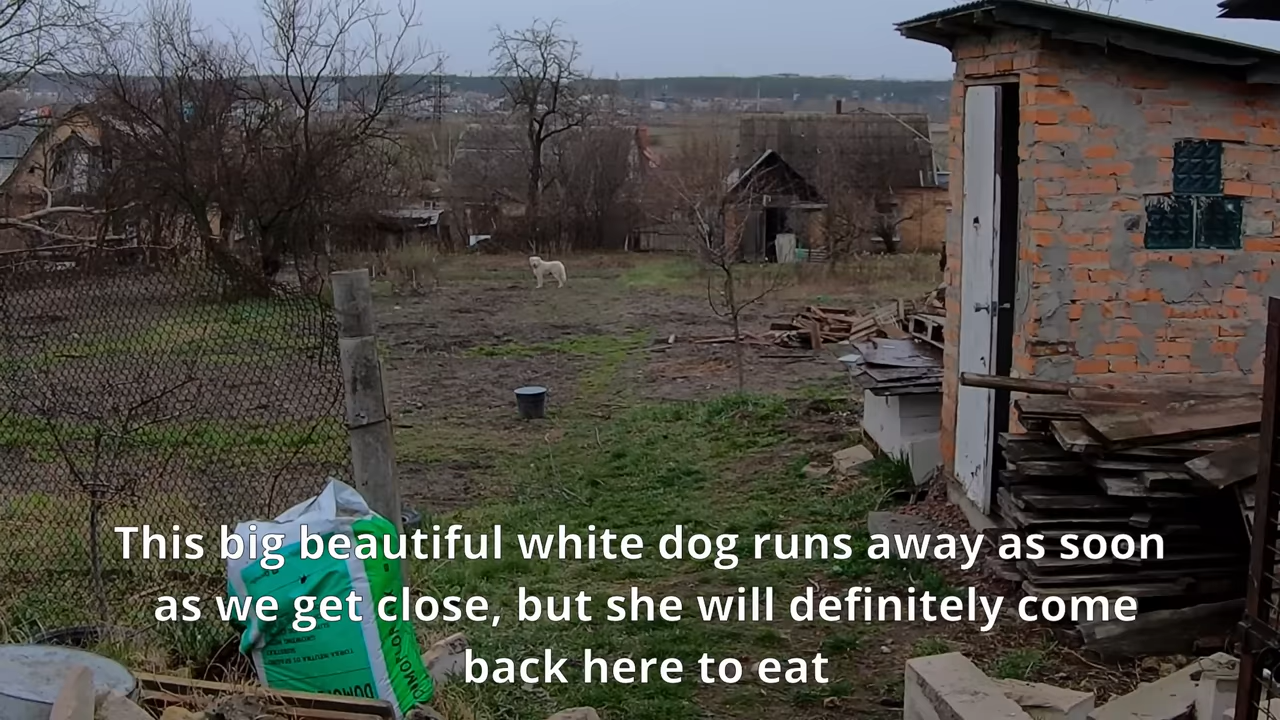 This big beautiful white dog runs away as soon
as we get close, but she will definitely come
back here to eat